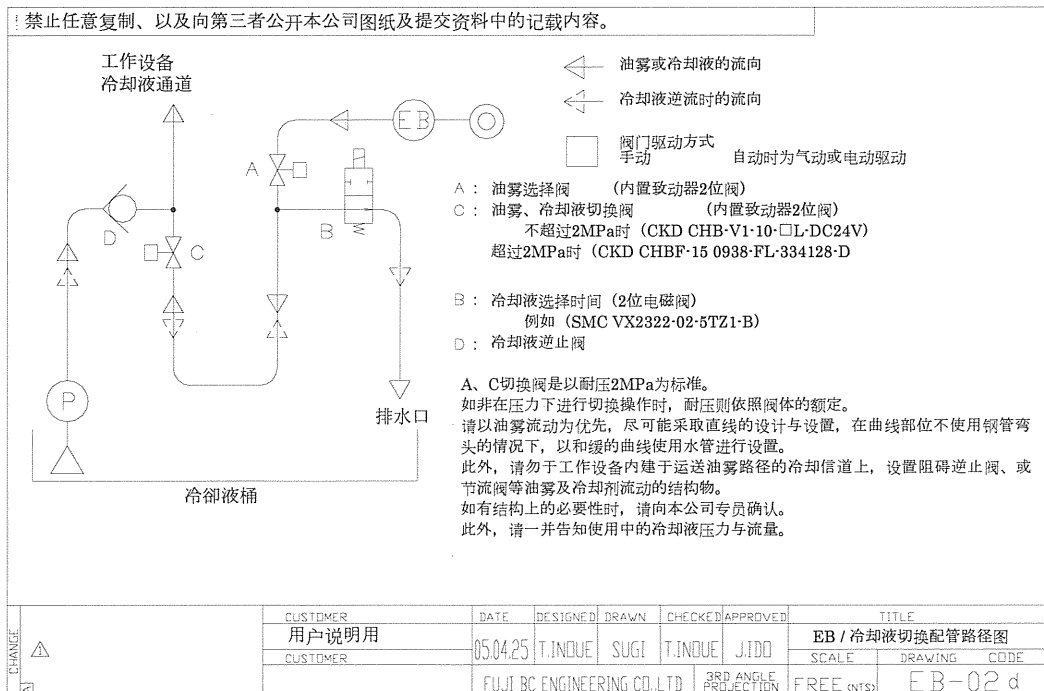 禁止任意复制、以及向第三者公开本公司图纸及提交资料中的记载内容。
工作设备
冷却液通道
油雾或冷却液的流向
冷却液逆流时的流向
阀门驱动方式
手动 自动时为气动或电动驱动
EB
A
B
C
D
P
排水口
冷卻液桶
A： 油雾选择阀 (内置致动器2位阀)
C： 油雾、冷却液切换阀 (内置致动器2位阀)
不超过2MPa时（CKD CHB-V1-10-□L-DC24V)
超过2MPa时（CKD CHBF-15 0938-FL-334128-D
B： 冷却液选择时间（2位电磁阀)
例如（SMC VX2322-02-5TZ1-B)
D： 冷却液逆止阀
A、C切换阀是以耐压2MPa为标准。
如非在压力下进行切换操作时，耐压则依照阀体的额定。
请以油雾流动为优先，尽可能采取直线的设计与设置，在曲线部位不使用钢管弯
头的情况下，以和缓的曲线使用水管进行设置。
此外，请勿于工作设备内建于运送油雾路径的冷却信道上，设置阻碍逆止阀、或
节流阀等油雾及冷却剂流动的结构物。
如有结构上的必要性时，请向本公司专员确认。
此外，请一并告知使用中的冷却液压力与流量。
CHANGE
1
CUSTOMER
用户说明用
CUSTOMER
DATE DESIGNED DRAWN CHECKED APPROVED
05.04.25 T.INOUE SUGI T.INOUE J.IDO
FUJI BC ENGINEERING CO.,LTD
3RD ANGLE
PROJECTION
TITLE
EB / 冷却液切换配管路径图
SCALE DRAWING CODE
FREE (NTS) EB-02 d